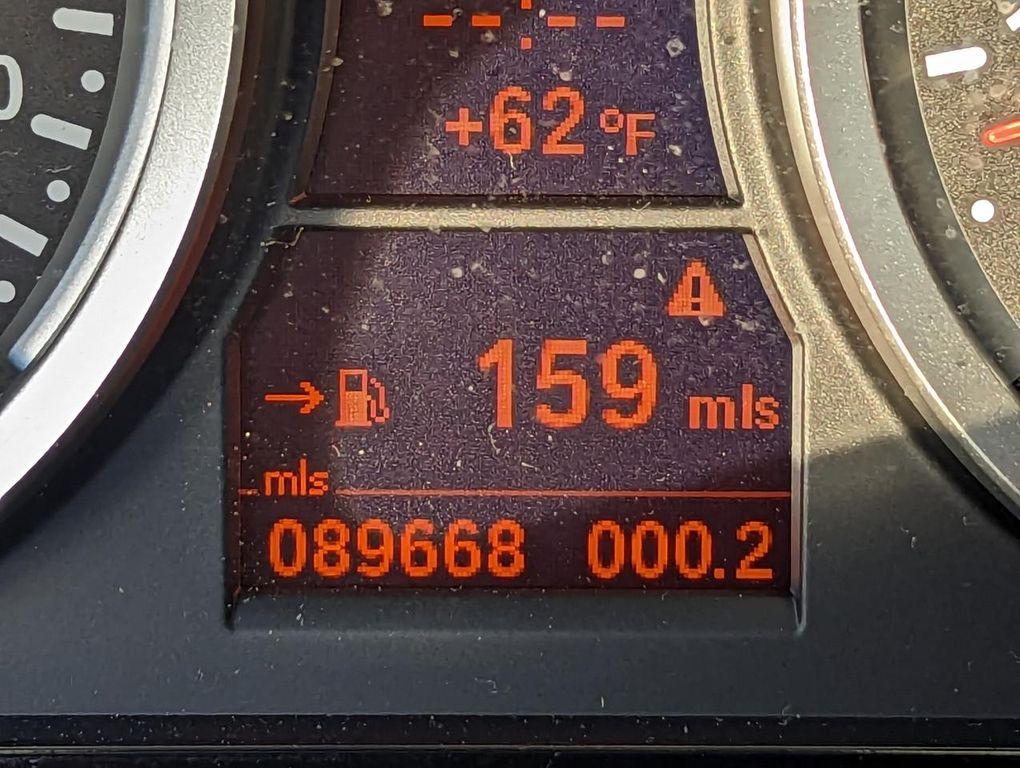 --:--
+62 °F
159 mls
mls
089668 000.2